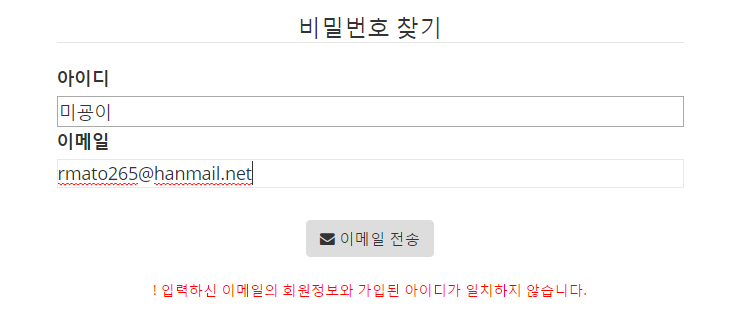 비밀번호 찾기
아이디
미굥이
이메일
rmato265@hanmail.net
이메일 전송
! 입력하신 이메일의 회원정보와 가입된 아이디가 일치하지 않습니다.